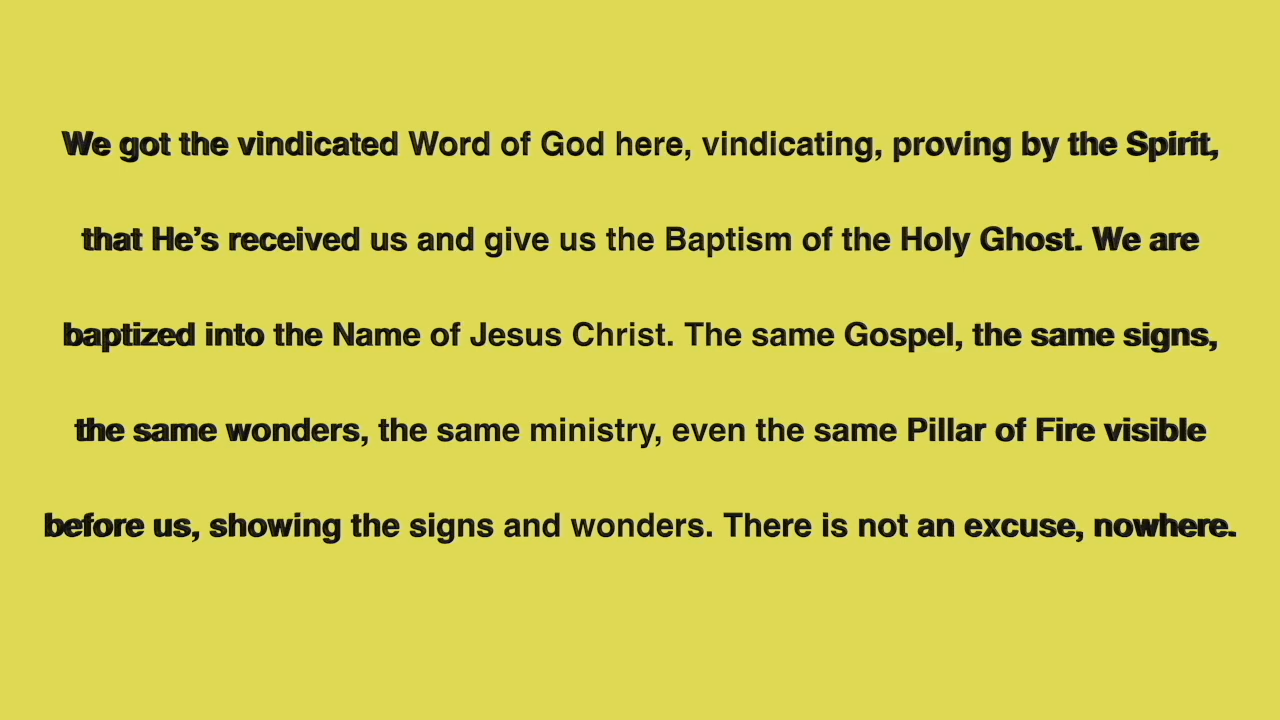 We got the vindicated Word of God here, vindicating, proving by the Spirit,
that He’s received us and give us the Baptism of the Holy Ghost. We are
baptized into the Name of Jesus Christ. The same Gospel, the same signs,
the same wonders, the same ministry, even the same Pillar of Fire visible
before us, showing the signs and wonders. There is not an excuse, nowhere.